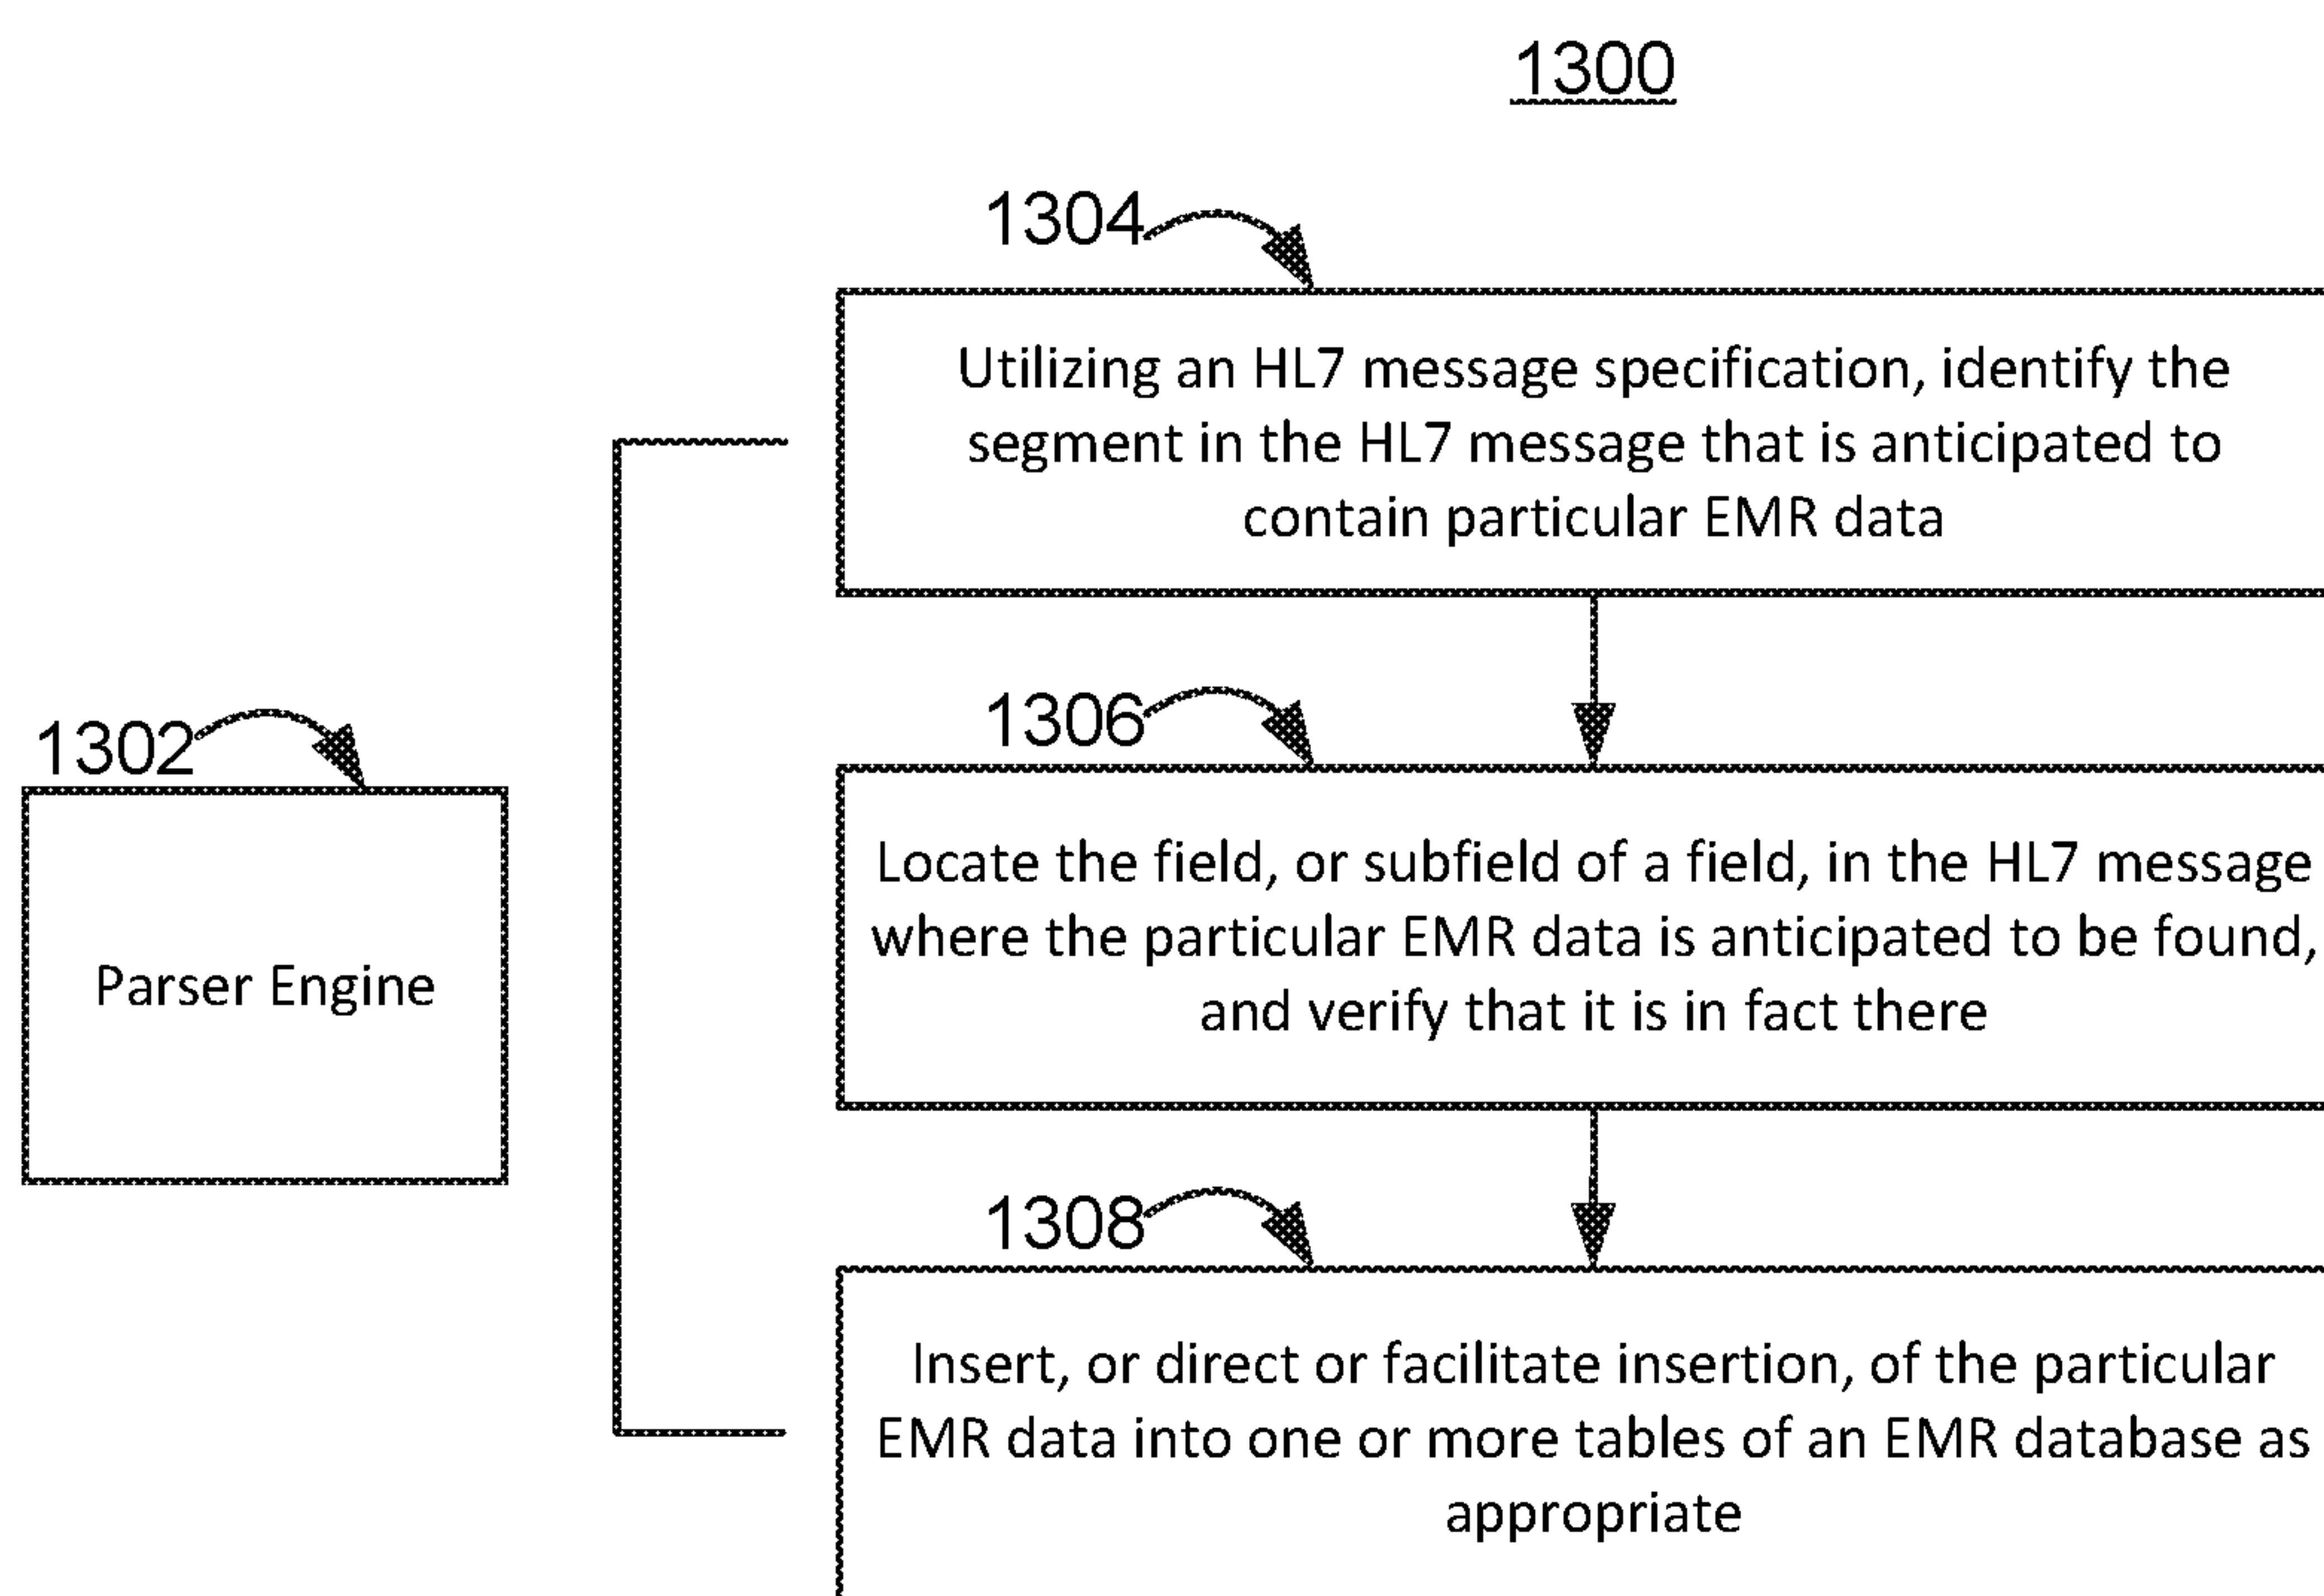 1300
1304
Utilizing an HL7 message specification, identify the
segment in the HL7 message that is anticipated to
contain particular EMR data
1302
Parser Engine
1306
Locate the field, or subfield of a field, in the HL7 message
where the particular EMR data is anticipated to be found,
and verify that it is in fact there
1308
Insert, or direct or facilitate insertion, of the particular
EMR data into one or more tables of an EMR database as
appropriate